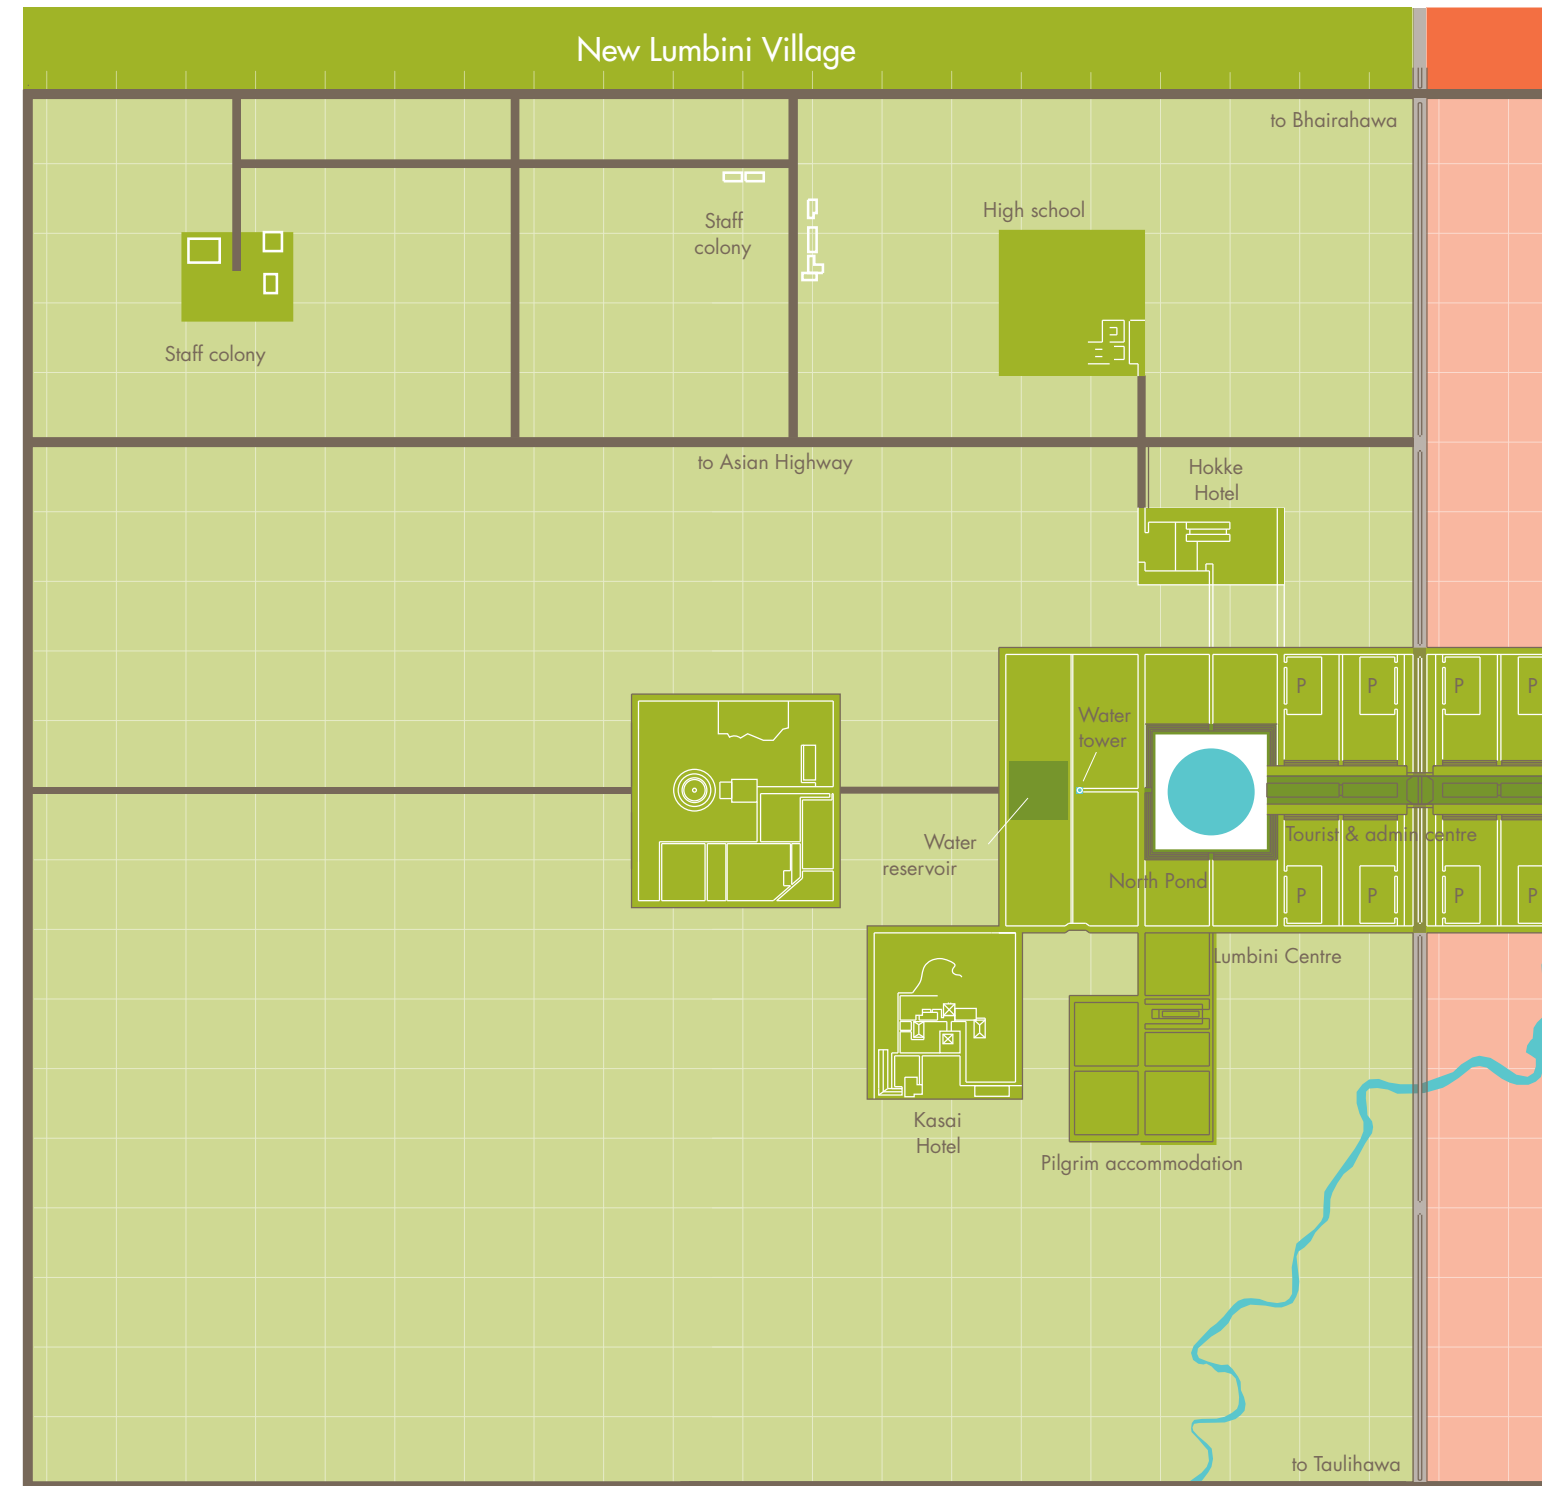 New Lumbini Village
to Bhairahawa
High school
Staff
colony
Staff colony
to Asian Highway
Hokke
Hotel
P
P
P
P
Water
tower
Tourist & admin centre
Water
reservoir
North Pond
P
P
P
P
Lumbini Centre
Kasai
Hotel
Pilgrim accommodation
to Taulihawa